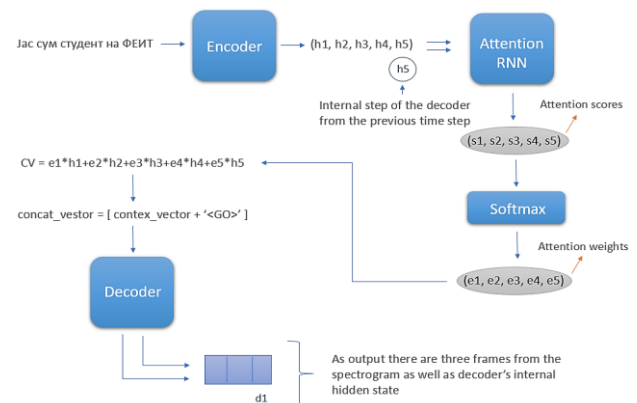 Јас сум студент на ФЕИТ
Encoder
(h1, h2, h3, h4, h5)
Attention
RNN
h5
Internal step of the decoder
from the previous time step
Attention scores
(s1, s2, s3, s4, s5)
CV = e1*h1+e2*h2+e3*h3+e4*h4+e5*h5
Softmax
concat_vestor = [ contex_vector + ‘<GO>’ ]
Attention weights
(e1, e2, e3, e4, e5)
Decoder
As output there are three frames from the
spectrogram as well as decoder’s internal
hidden state
d1